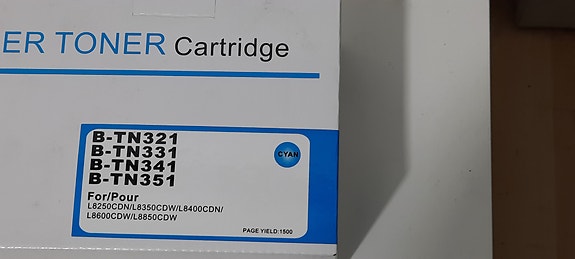 ER TONER Cartridge
B-TN321
B-TN331
B-TN341
B-TN351
CYAN
For/Pour
L8250CDN/L8350CDW/L8400CDN/
L8600CDW/L8850CDW
PAGE YIELD:1500